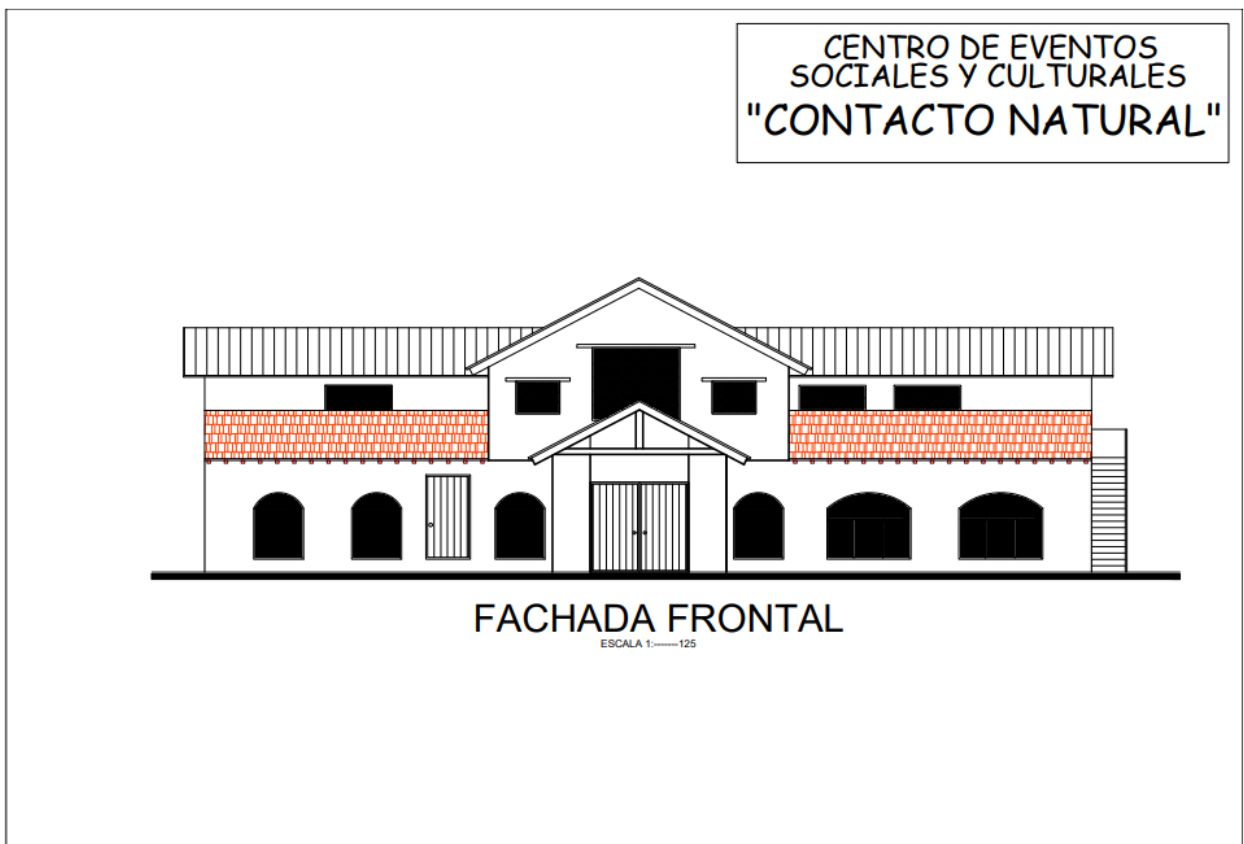 CENTRO DE EVENTOS
SOCIALES Y CULTURALES
"CONTACTO NATURAL"
FACHADA FRONTAL
ESCALA 1:-------125